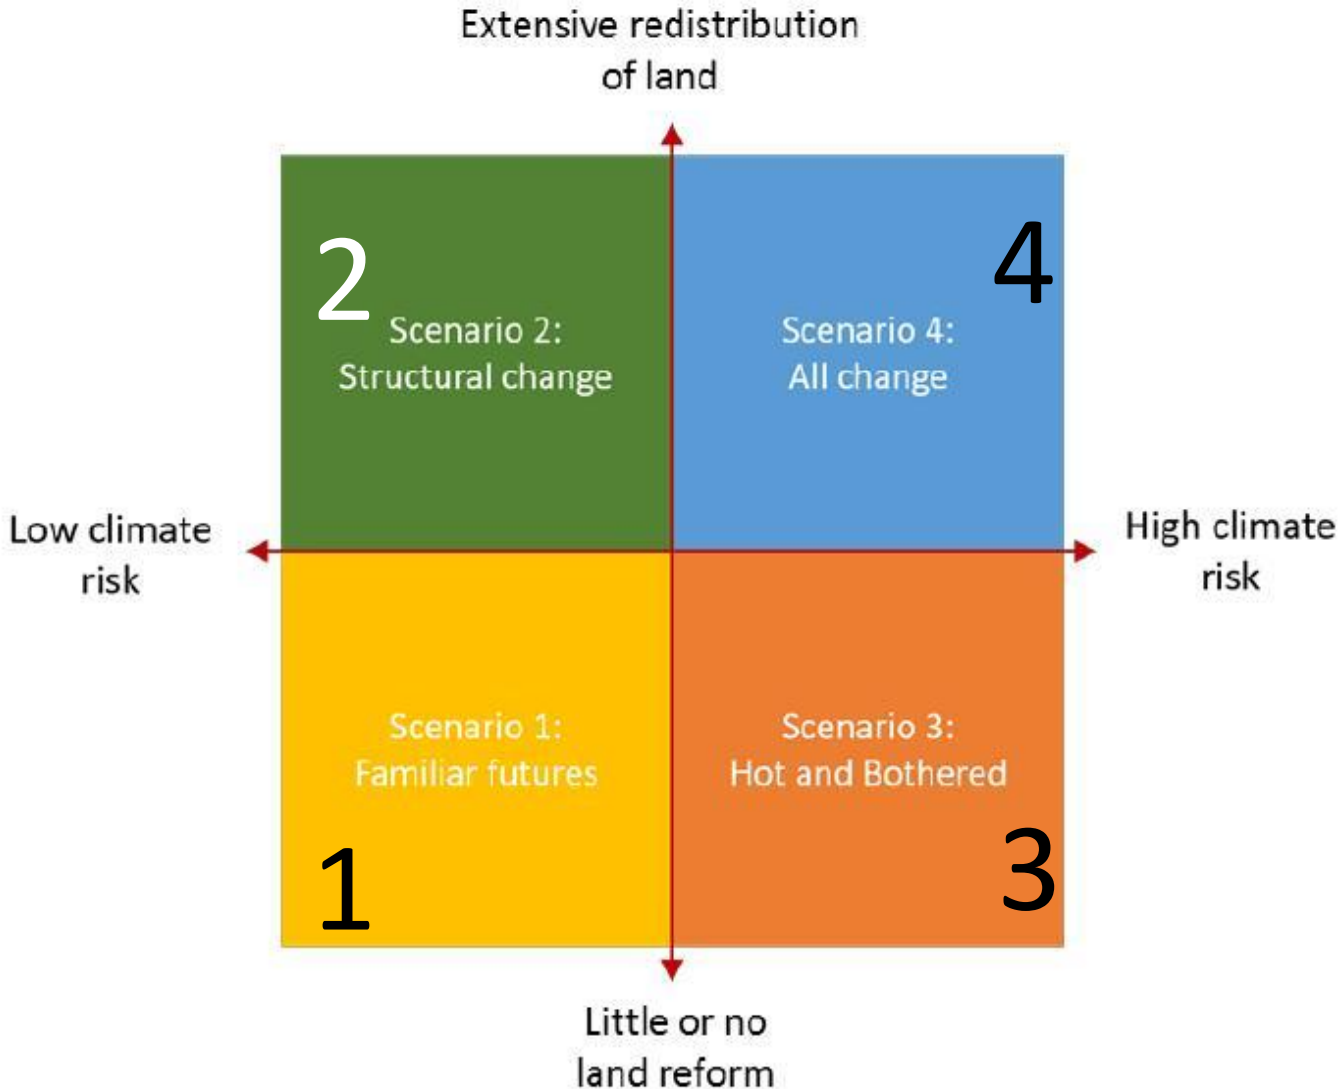 Extensive redistribution
of land
2
4
Scenario 2:
Structural change
Scenario 4:
All change
Low climate
risk
High climate
risk
Scenario 1:
Familiar futures
Scenario 3:
Hot and Bothered
1
3
Little or no
land reform